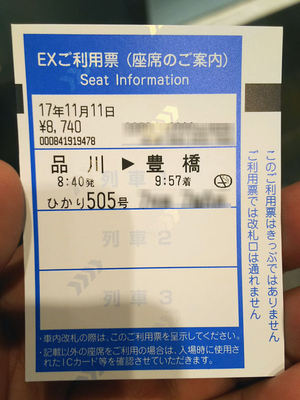 EXご利用票（座席のご案内）
Seat Information
17年11月11日
¥8,740
000841919478
品川 ▶ 豊橋
8:40発 9:57着
ひかり505号
列車2
列車3
・車内改札の際は、このご利用票を呈示してください。
・記載以外の座席をご利用の場合は、入場時に使用さ
れたICカード等を確認させていただきます。
このご利用票はきっぷではありません
ご利用票では改札口は通れません